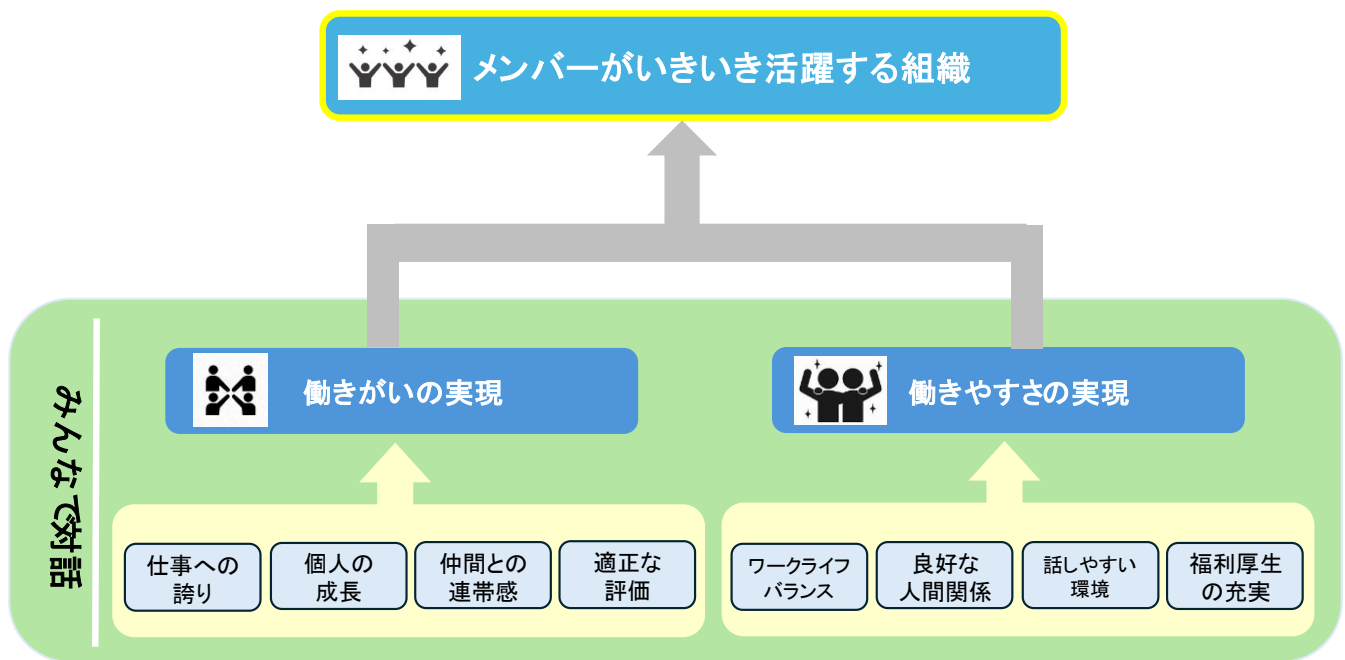 メンバーがいきいき活躍する組織
みんなで対話
働きがいの実現
働きやすさの実現
仕事への
誇り
個人の
成長
仲間との
連帯感
適正な
評価
ワークライフ
バランス
良好な
人間関係
話しやすい
環境
福利厚生
の充実